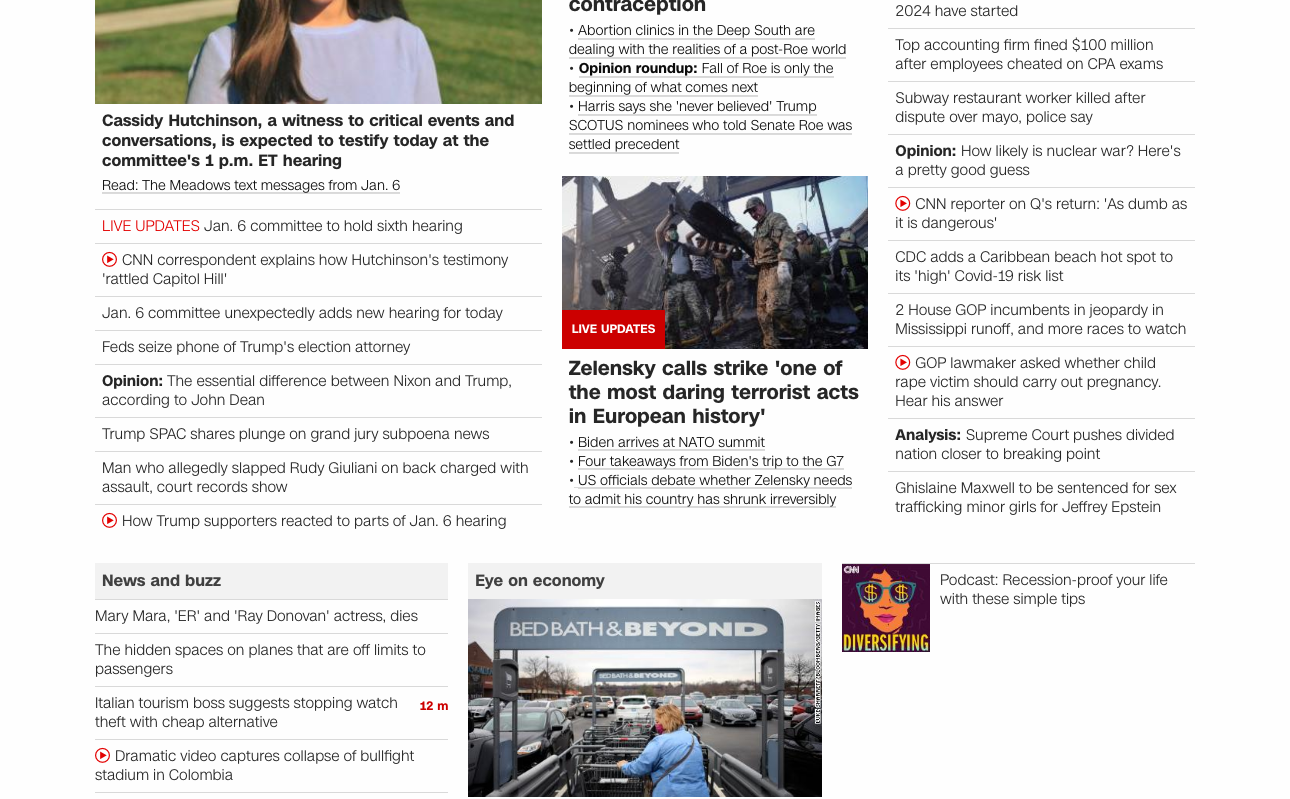 Cassidy Hutchinson, a witness to critical events and
conversations, is expected to testify today at the
committee's 1 p.m. ET hearing
Read: The Meadows text messages from Jan. 6
LIVE UPDATES Jan. 6 committee to hold sixth hearing
CNN correspondent explains how Hutchinson's testimony
'rattled Capitol Hill'
Jan. 6 committee unexpectedly adds new hearing for today
Feds seize phone of Trump's election attorney
Opinion: The essential difference between Nixon and Trump,
according to John Dean
Trump SPAC shares plunge on grand jury subpoena news
Man who allegedly slapped Rudy Giuliani on back charged with
assault, court records show
How Trump supporters reacted to parts of Jan. 6 hearing
contraception
• Abortion clinics in the Deep South are
dealing with the realities of a post-Roe world
• Opinion roundup: Fall of Roe is only the
beginning of what comes next
• Harris says she 'never believed' Trump
SCOTUS nominees who told Senate Roe was
settled precedent
LIVE UPDATES
Zelensky calls strike 'one of
the most daring terrorist acts
in European history'
• Biden arrives at NATO summit
• Four takeaways from Biden's trip to the G7
• US officials debate whether Zelensky needs
to admit his country has shrunk irreversibly
2024 have started
Top accounting firm fined $100 million
after employees cheated on CPA exams
Subway restaurant worker killed after
dispute over mayo, police say
Opinion: How likely is nuclear war? Here's
a pretty good guess
CNN reporter on Q's return: 'As dumb as
it is dangerous'
CDC adds a Caribbean beach hot spot to
its 'high' Covid-19 risk list
2 House GOP incumbents in jeopardy in
Mississippi runoff, and more races to watch
GOP lawmaker asked whether child
rape victim should carry out pregnancy.
Hear his answer
Analysis: Supreme Court pushes divided
nation closer to breaking point
Ghislaine Maxwell to be sentenced for sex
trafficking minor girls for Jeffrey Epstein
News and buzz
Mary Mara, 'ER' and 'Ray Donovan' actress, dies
The hidden spaces on planes that are off limits to
passengers
Italian tourism boss suggests stopping watch
theft with cheap alternative
12 m
Dramatic video captures collapse of bullfight
stadium in Colombia
Eye on economy
BED BATH & BEYOND
BED BATH & BEYOND
LUKE SHARRETT/BLOOMBERG/GETTY IMAGES
CNN
$ $
DIVERSIFYING
Podcast: Recession-proof your life
with these simple tips